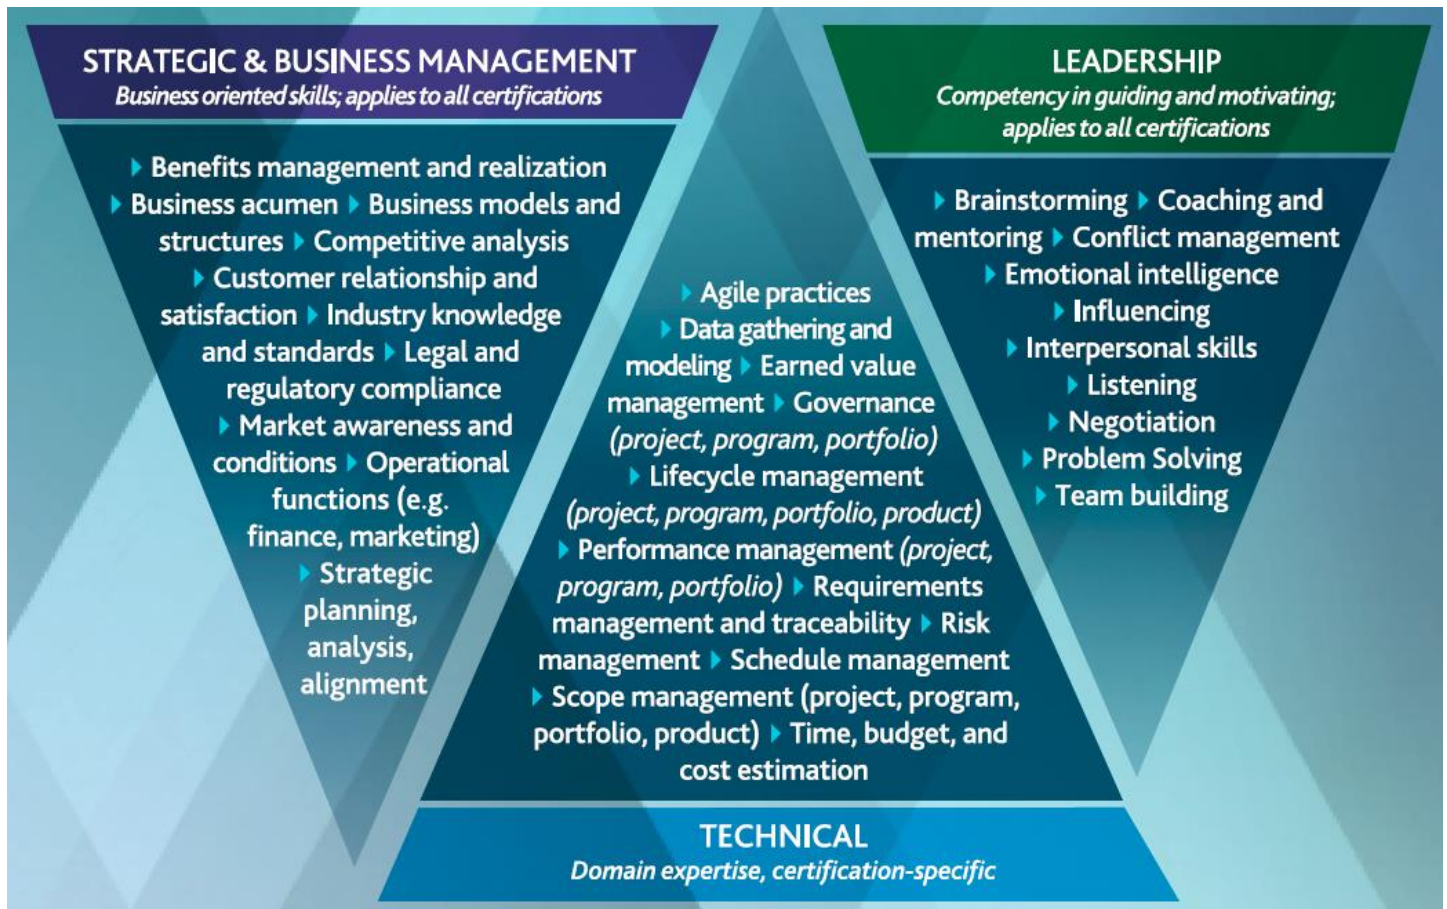 STRATEGIC & BUSINESS MANAGEMENT
Business oriented skills; applies to all certifications
Benefits management and realization
Business acumen Business models and
structures Competitive analysis
Customer relationship and
satisfaction Industry knowledge
and standards Legal and
regulatory compliance
Market awareness and
conditions Operational
functions (e.g.
finance, marketing)
Strategic
planning,
analysis,
alignment
Agile practices
Data gathering and
modeling Earned value
management Governance
(project, program, portfolio)
Lifecycle management
(project, program, portfolio, product)
Performance management (project,
program, portfolio) Requirements
management and traceability Risk
management Schedule management
Scope management (project, program,
portfolio, product) Time, budget, and
cost estimation
TECHNICAL
Domain expertise, certification-specific
LEADERSHIP
Competency in guiding and motivating;
applies to all certifications
Brainstorming Coaching and
mentoring Conflict management
Emotional intelligence
Influencing
Interpersonal skills
Listening
Negotiation
Problem Solving
Team building